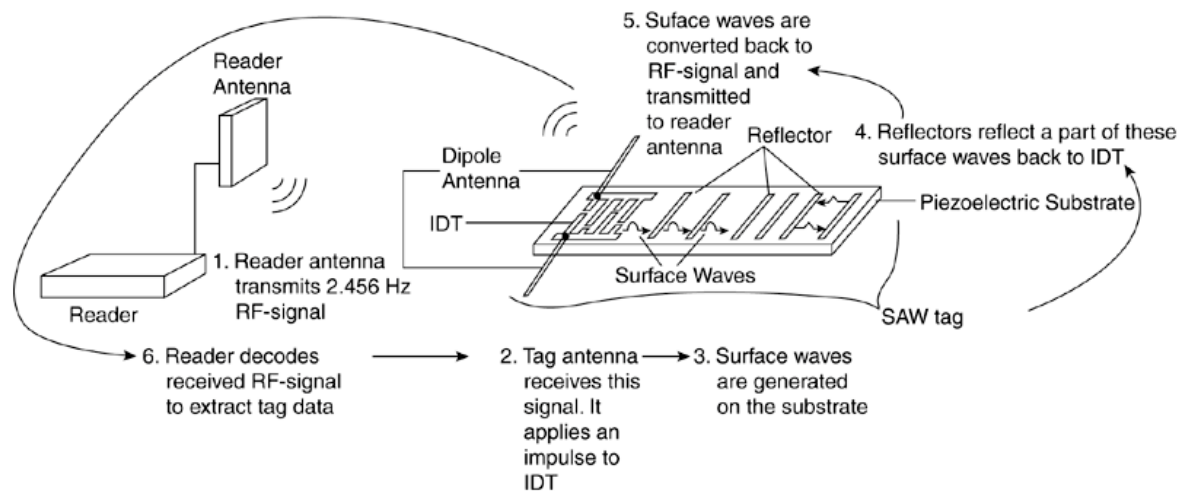 Reader
Antenna
Reader
1. Reader antenna
transmits 2.456 Hz
RF-signal
Dipole
Antenna
IDT
5. Suface waves are
converted back to
RF-signal and
transmitted
to reader
antenna
Reflector
4. Reflectors reflect a part of these
surface waves back to IDT
Piezoelectric Substrate
Surface Waves
SAW tag
6. Reader decodes
received RF-signal
to extract tag data
2. Tag antenna
receives this
signal. It
applies an
impulse to
IDT
3. Surface waves
are generated
on the substrate